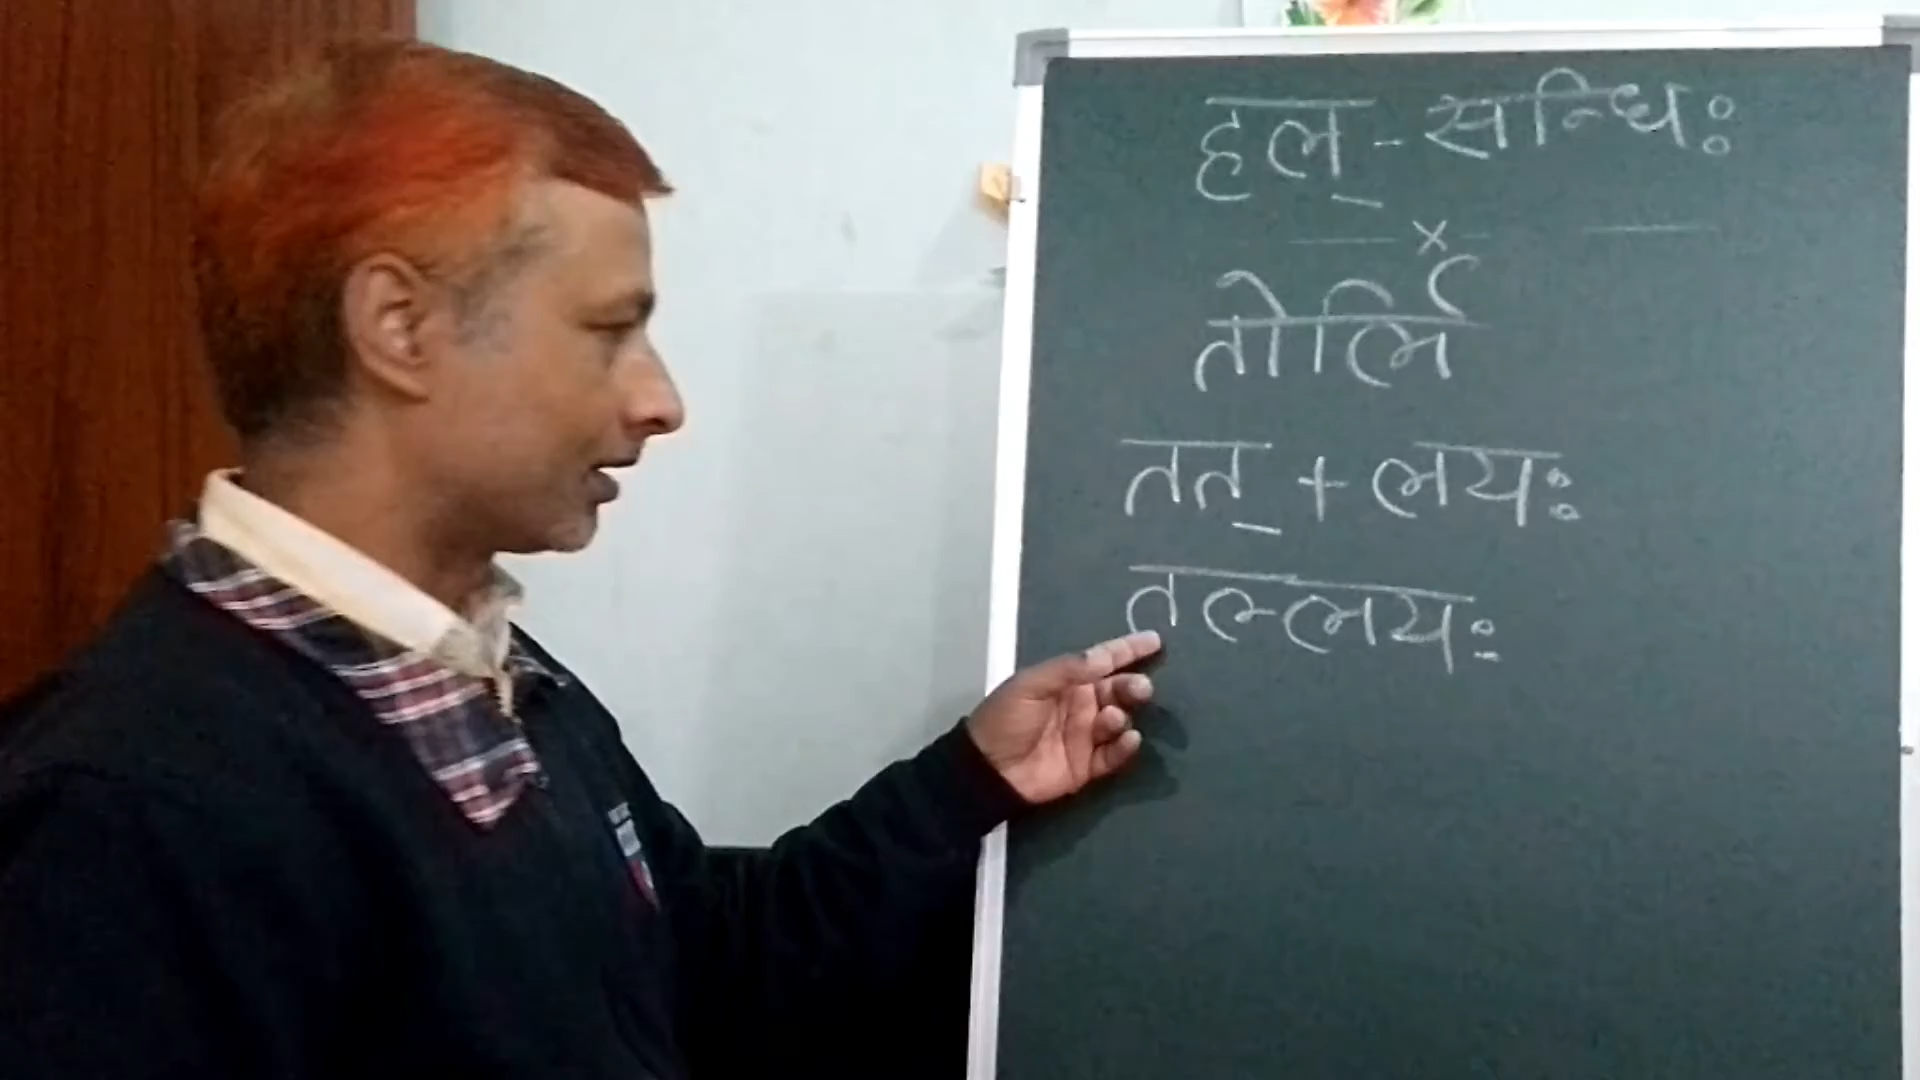 हल् - सन्धिः
x
तोर्लि
तत् + लयः
तल्लयः